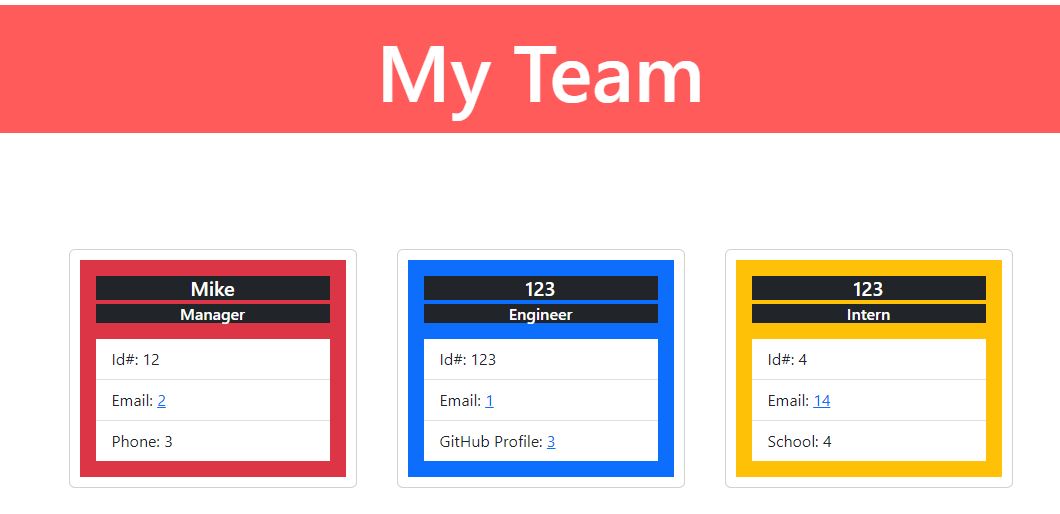 My Team
Mike
Manager
Id#: 12
Email: 2
Phone: 3
123
Engineer
Id#: 123
Email: 1
GitHub Profile: 3
123
Intern
Id#: 4
Email: 14
School: 4